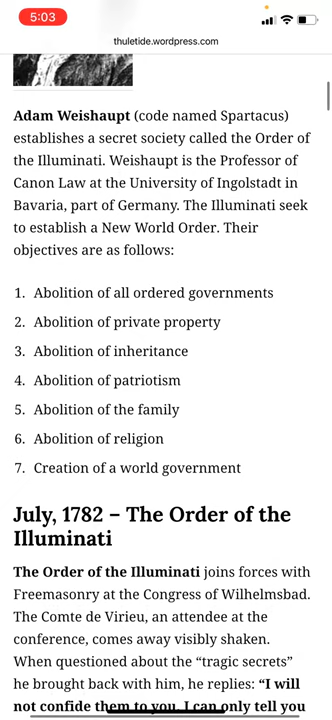 5:03
thuletide.wordpress.com
Adam Weishaupt (code named Spartacus)
establishes a secret society called the Order of
the Illuminati. Weishaupt is the Professor of
Canon Law at the University of Ingolstadt in
Bavaria, part of Germany. The Illuminati seek
to establish a New World Order. Their
objectives are as follows:
1. Abolition of all ordered governments
2. Abolition of private property
3. Abolition of inheritance
4. Abolition of patriotism
5. Abolition of the family
6. Abolition of religion
7. Creation of a world government
July, 1782 – The Order of the
Illuminati
The Order of the Illuminati joins forces with
Freemasonry at the Congress of Wilhelmsbad.
The Comte de Virieu, an attendee at the
conference, comes away visibly shaken.
When questioned about the “tragic secrets”
he brought back with him, he replies: “I will
not confide them to you. I can only tell you